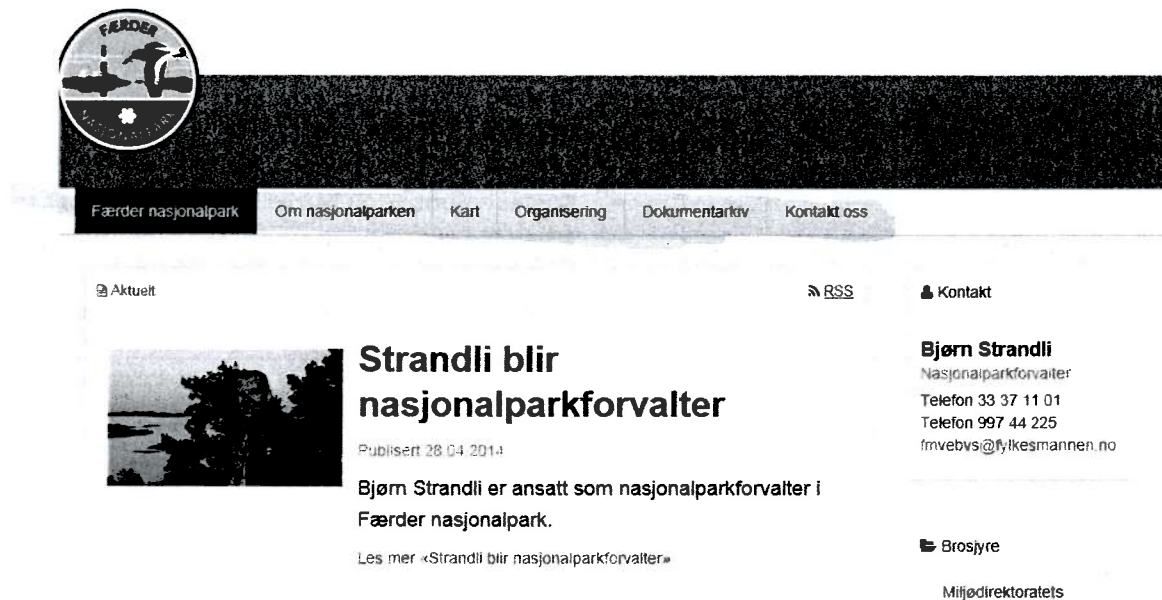 FÆRDER
NASJONALPARK
Færder nasjonalpark Om nasjonalparken Kart Organisering Dokumentarkiv Kontakt oss
Aktuelt
RSS
Strandli blir
nasjonalparkforvalter
Publisert 28.04.2014
Bjørn Strandli er ansatt som nasjonalparkforvalter i
Færder nasjonalpark.
Les mer «Strandli blir nasjonalparkforvalter»
Kontakt
Bjørn Strandli
Nasjonalparkforvalter
Telefon 33 37 11 01
Telefon 997 44 225
fmvebvs@fylkesmannen.no
Brosjyre
Miljødirektoratets